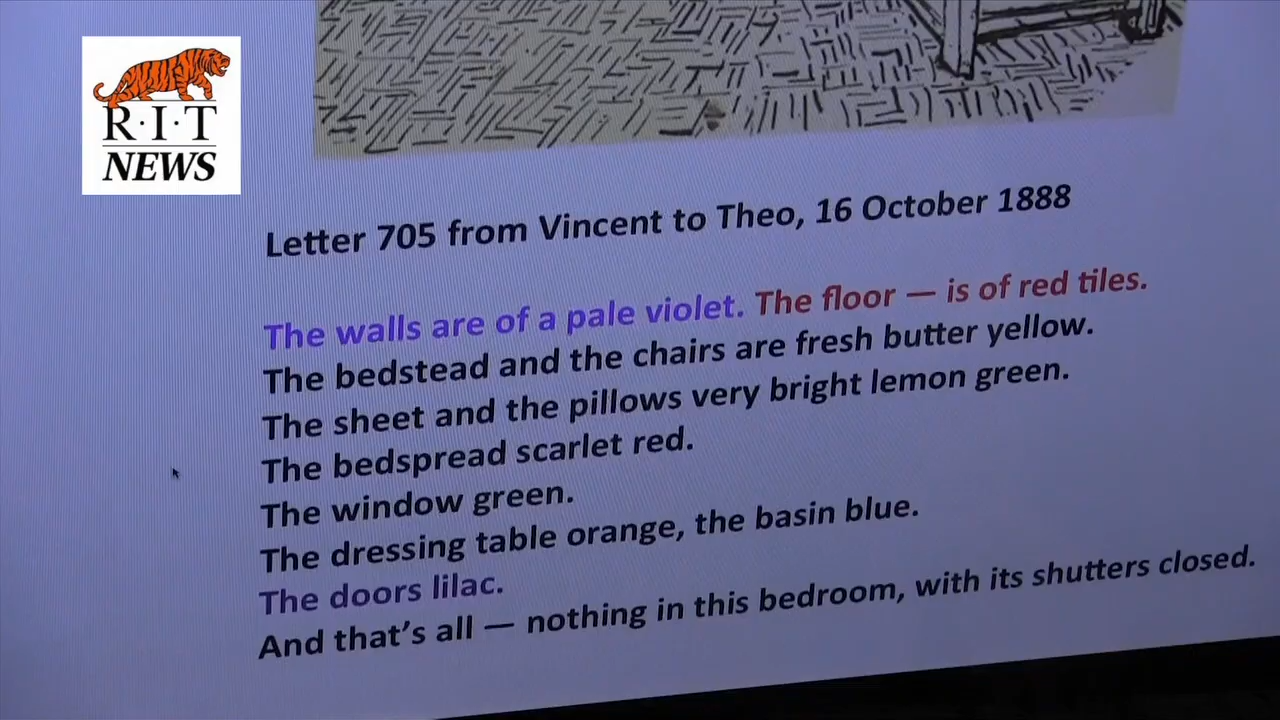 R·I·T
NEWS
Letter 705 from Vincent to Theo, 16 October 1888
The walls are of a pale violet. The floor — is of red tiles.
The bedstead and the chairs are fresh butter yellow.
The sheet and the pillows very bright lemon green.
The bedspread scarlet red.
The window green.
The dressing table orange, the basin blue.
The doors lilac.
And that's all — nothing in this bedroom, with its shutters closed.